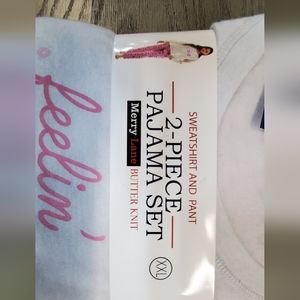 feelin'
SWEATSHIRT AND PANT
2-PIECE
PAJAMA SET
Merry Lane BUTTER KNIT
XXL